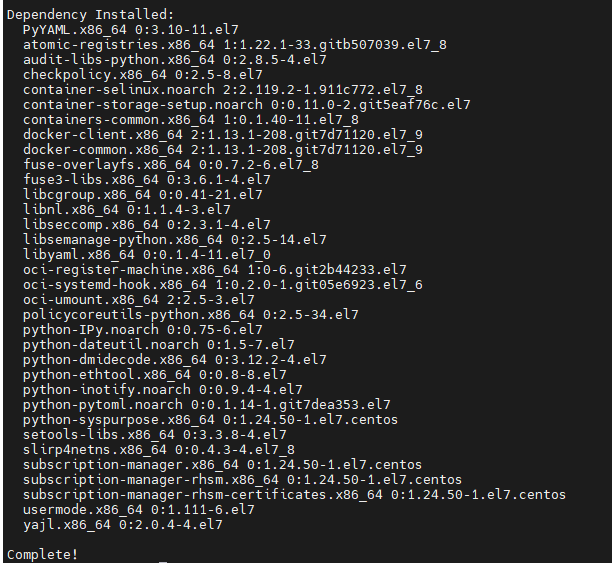 Dependency Installed:
PyYAML.x86_64 0:3.10-11.el7
atomic-registries.x86_64 1:1.22.1-33.gitb507039.el7_8
audit-libs-python.x86_64 0:2.8.5-4.el7
checkpolicy.x86_64 0:2.5-8.el7
container-selinux.noarch 2:2.119.2-1.911c772.el7_8
container-storage-setup.noarch 0:0.11.0-2.git5eaf76c.el7
containers-common.x86_64 1:0.1.40-11.el7_8
docker-client.x86_64 2:1.13.1-208.git7d71120.el7_9
docker-common.x86_64 2:1.13.1-208.git7d71120.el7_9
fuse-overlayfs.x86_64 0:0.7.2-6.el7_8
fuse3-libs.x86_64 0:3.6.1-4.el7
libcgroup.x86_64 0:0.41-21.el7
libnl.x86_64 0:1.1.4-3.el7
libseccomp.x86_64 0:2.3.1-4.el7
libsemanage-python.x86_64 0:2.5-14.el7
libyaml.x86_64 0:0.1.4-11.el7_0
oci-register-machine.x86_64 1:0-6.git2b44233.el7
oci-systemd-hook.x86_64 1:0.2.0-1.git05e6923.el7_6
oci-umount.x86_64 2:2.5-3.el7
policycoreutils-python.x86_64 0:2.5-34.el7
python-IPy.noarch 0:0.75-6.el7
python-dateutil.noarch 0:1.5-7.el7
python-dmidecode.x86_64 0:3.12.2-4.el7
python-ethtool.x86_64 0:0.8-8.el7
python-inotify.noarch 0:0.9.4-4.el7
python-pytoml.noarch 0:0.1.14-1.git7dea353.el7
python-syspurpose.x86_64 0:1.24.50-1.el7.centos
setools-libs.x86_64 0:3.3.8-4.el7
slirp4netns.x86_64 0:0.4.3-4.el7_8
subscription-manager.x86_64 0:1.24.50-1.el7.centos
subscription-manager-rhsm.x86_64 0:1.24.50-1.el7.centos
subscription-manager-rhsm-certificates.x86_64 0:1.24.50-1.el7.centos
usermode.x86_64 0:1.111-6.el7
yajl.x86_64 0:2.0.4-4.el7
Complete!